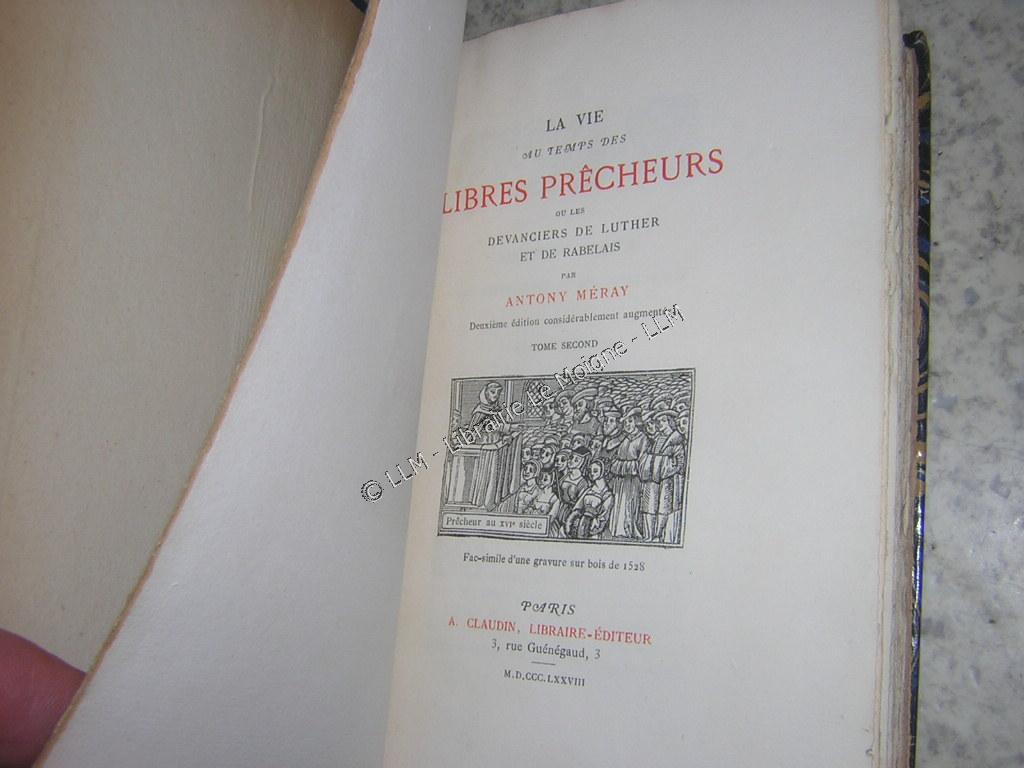 LA VIE
AU TEMPS DES
LIBRES PRÊCHEURS
OU LES
DEVANCIERS DE LUTHER
ET DE RABELAIS
PAR
ANTONY MÉRAY
Deuxième édition considérablement augmentée
TOME SECOND
© LLM - Librairie Le Moigne - LLM
Prêcheur au XVIe siècle
Fac-simile d'une gravure sur bois de 1528
PARIS
A. CLAUDIN, LIBRAIRE-ÉDITEUR
3, rue Guénégaud, 3
M.D.CCC.LXXVIII